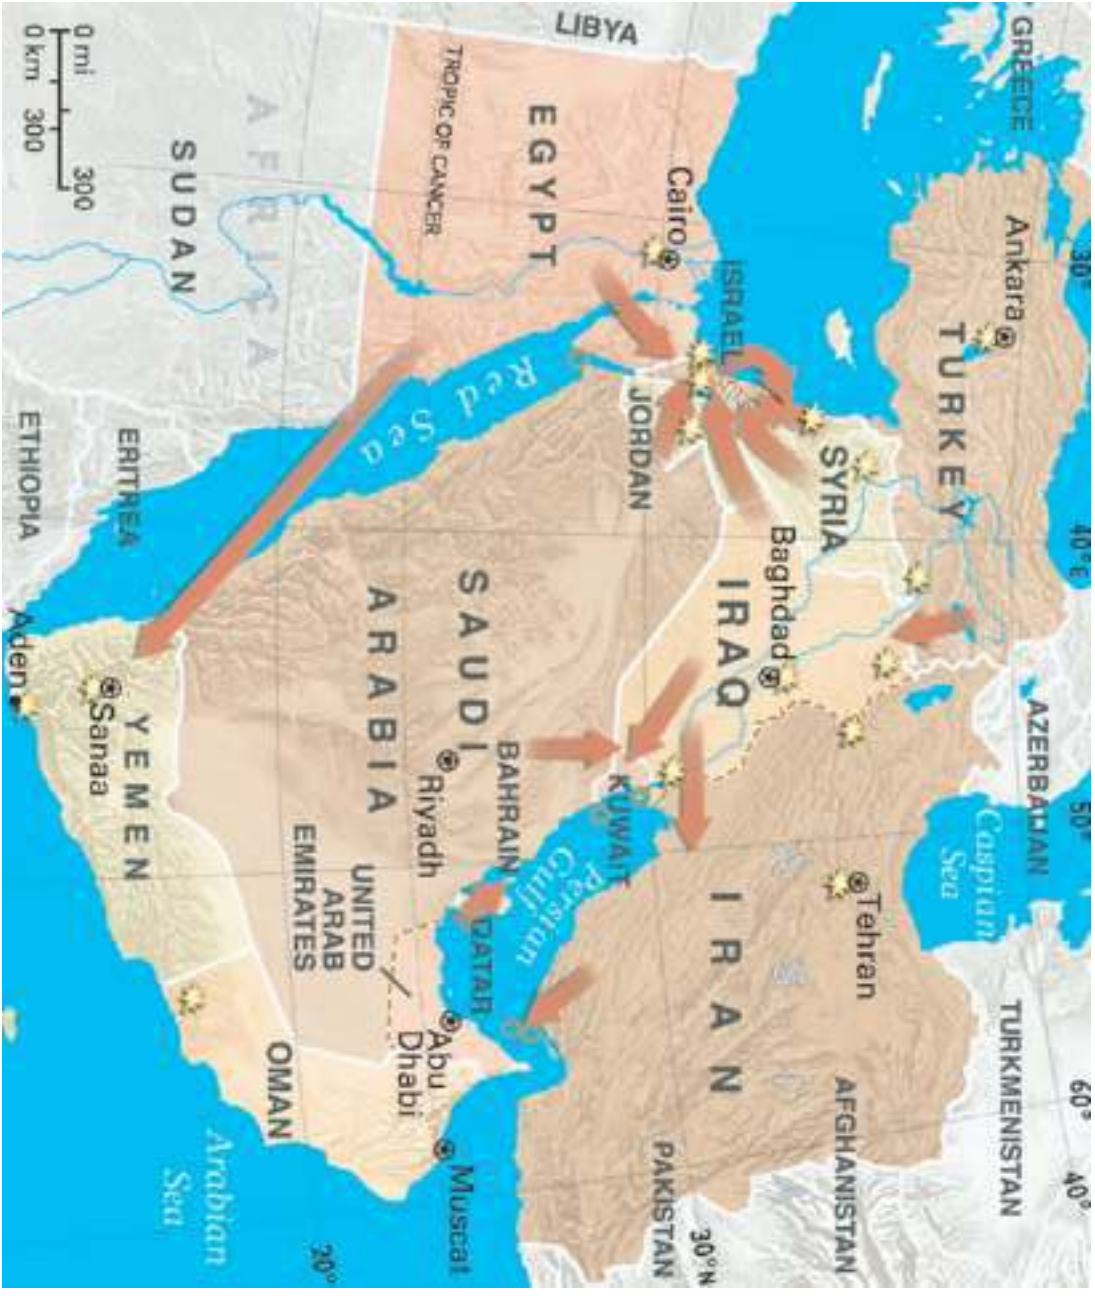 GREECE
Ankara
TURKEY
30°
40°E
AZERBAIJAN
50°
Caspian
Sea
TURKMENISTAN
60°
40°
LIBYA
Cairo
ISRAEL
EGYPT
TROPIC OF CANCER
JORDAN
SYRIA
Baghdad
IRAQ
Tehran
IRAN
AFGHANISTAN
PAKISTAN
30°N
KUWAIT
Persian
Gulf
BAHRAIN
QATAR
Red Sea
SAUDI
ARABIA
Riyadh
UNITED
ARAB
EMIRATES
Abu
Dhabi
Muscat
OMAN
20°
Arabian
Sea
AFRICA
SUDAN
ERITREA
ETHIOPIA
YEMEN
Sanaa
Aden
0 mi 300
0 km 300